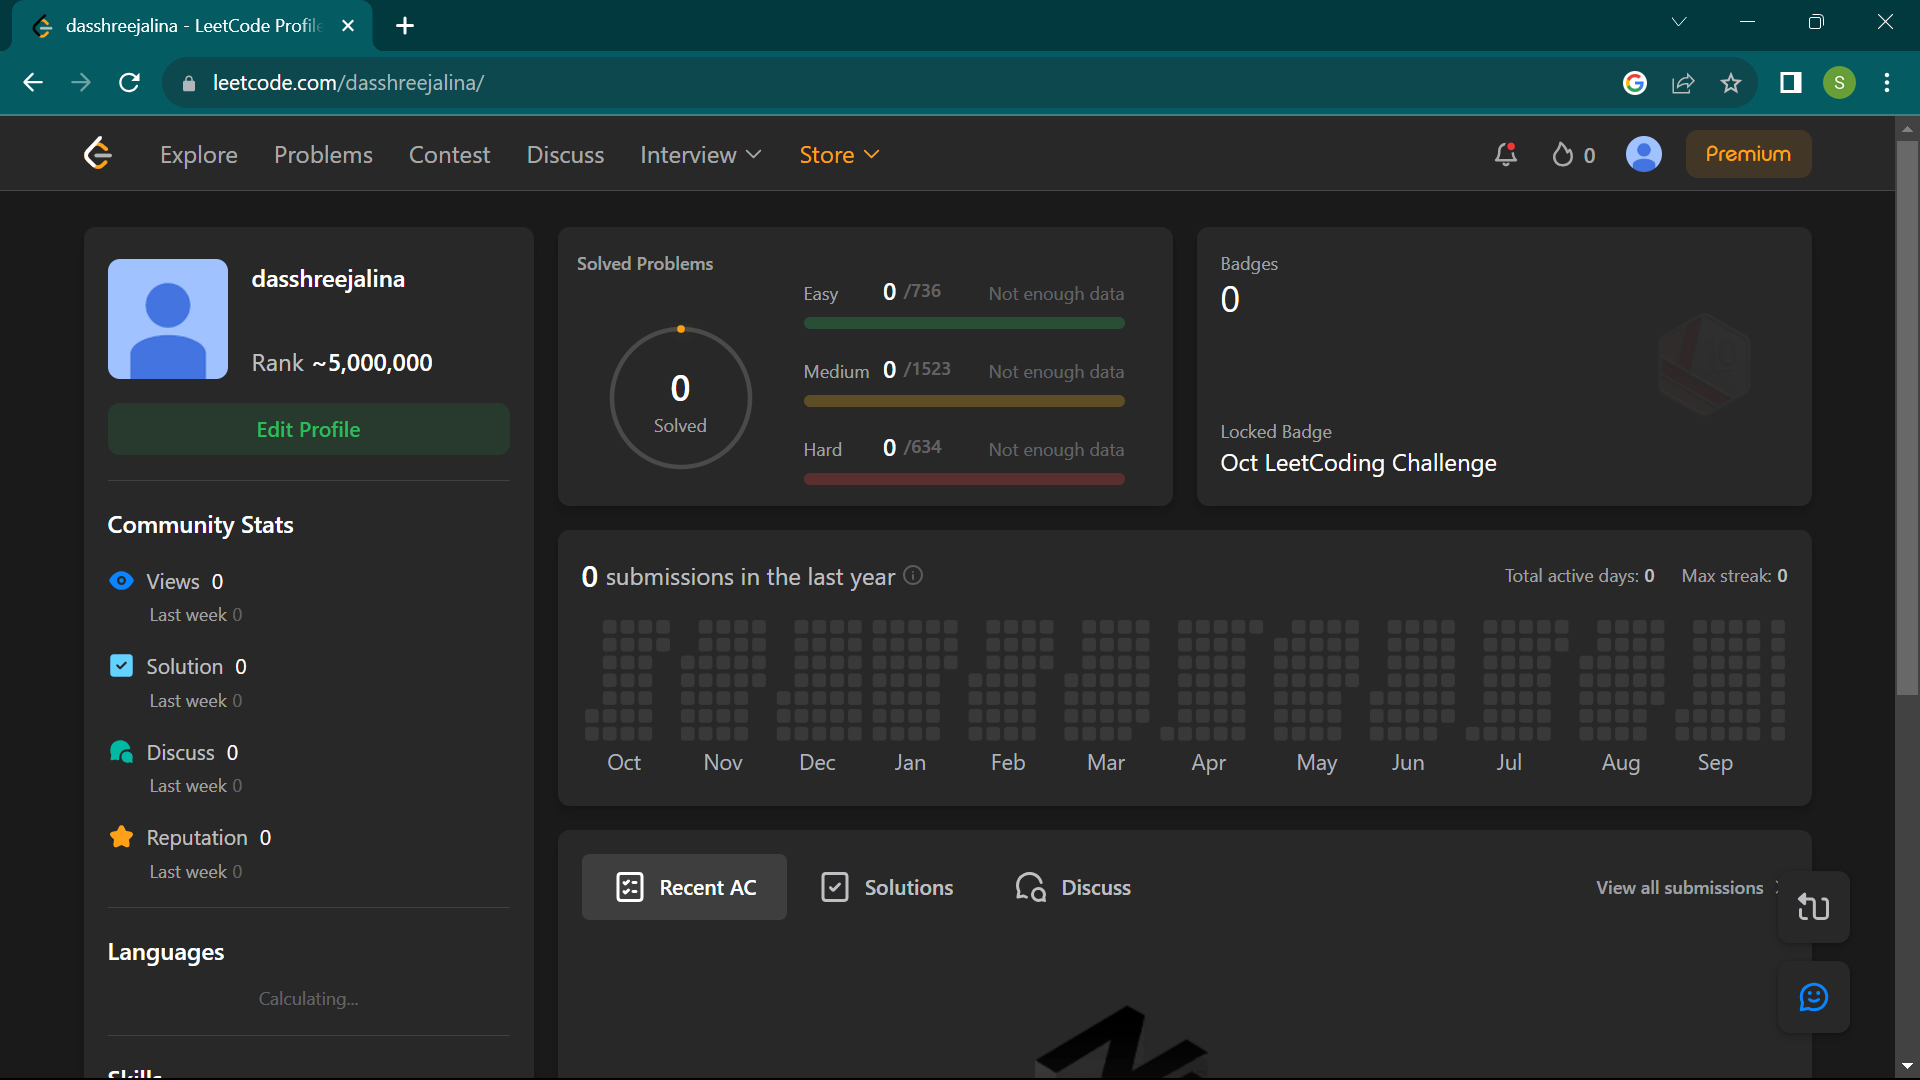 dasshreejalina - LeetCode Profile
leetcode.com/dasshreejalina/
S
Explore
Problems
Contest
Discuss
Interview
Store
0
Premium
dasshreejalina
Rank ~5,000,000
Edit Profile
Community Stats
Views 0
Last week 0
Solution 0
Last week 0
Discuss 0
Last week 0
Reputation 0
Last week 0
Languages
Calculating...
Skills
Solved Problems
0
Solved
Easy 0 /736 Not enough data
Medium 0 /1523 Not enough data
Hard 0 /634 Not enough data
Badges
0
Locked Badge
Oct LeetCoding Challenge
0 submissions in the last year
Total active days: 0 Max streak: 0
Oct Nov Dec Jan Feb Mar Apr May Jun Jul Aug Sep
Recent AC
Solutions
Discuss
View all submissions